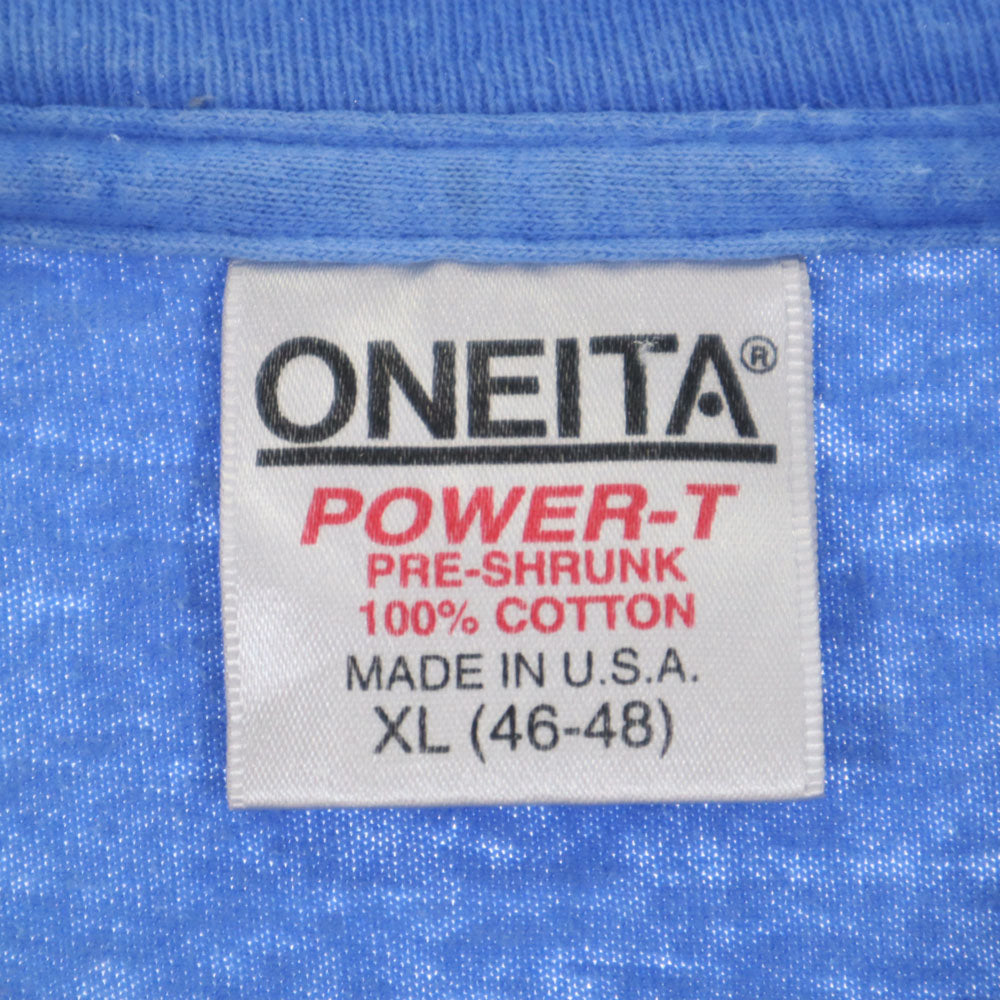 ONEITA®
POWER-T
PRE-SHRUNK
100% COTTON
MADE IN U.S.A.
XL (46-48)